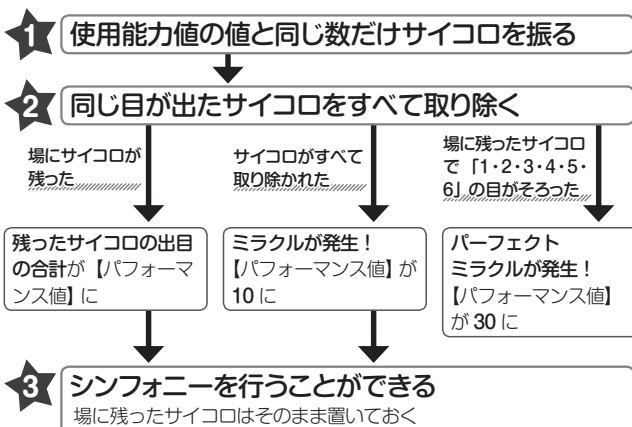 1 使用能力値の値と同じ数だけサイコロを振る
2 同じ目が出たサイコロをすべて取り除く
場にサイコロが
残った
サイコロがすべて
取り除かれた
場に残ったサイコロ
で「1・2・3・4・5・
6」の目がそろった
残ったサイコロの出目
の合計が【パフォーマ
ンス値】に
ミラクルが発生！
【パフォーマンス値】が
10 に
パーフェクト
ミラクルが発生！
【パフォーマンス値】
が 30 に
3 シンフォニーを行うことができる
場に残ったサイコロはそのまま置いておく